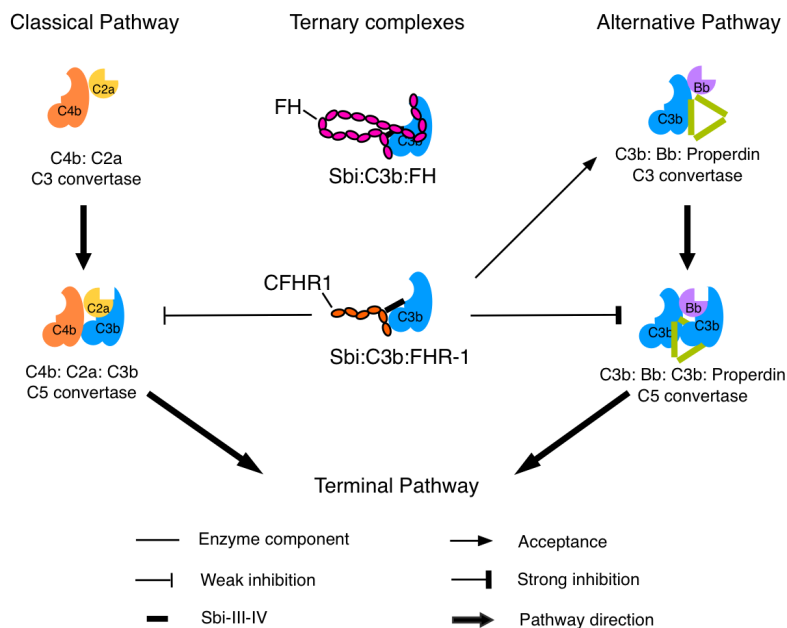 Classical Pathway
Ternary complexes
Alternative Pathway
C2a
C4b
FH
C3b
Bb
C3b
C4b: C2a
C3 convertase
Sbi:C3b:FH
C3b: Bb: Properdin
C3 convertase
CFHR1
C2a
C4b
C3b
C3b
Bb
C3b
C3b
Sbi:C3b:FHR-1
C4b: C2a: C3b
C5 convertase
C3b: Bb: C3b: Properdin
C5 convertase
Terminal Pathway
Enzyme component
Acceptance
Weak inhibition
Strong inhibition
Sbi-III-IV
Pathway direction